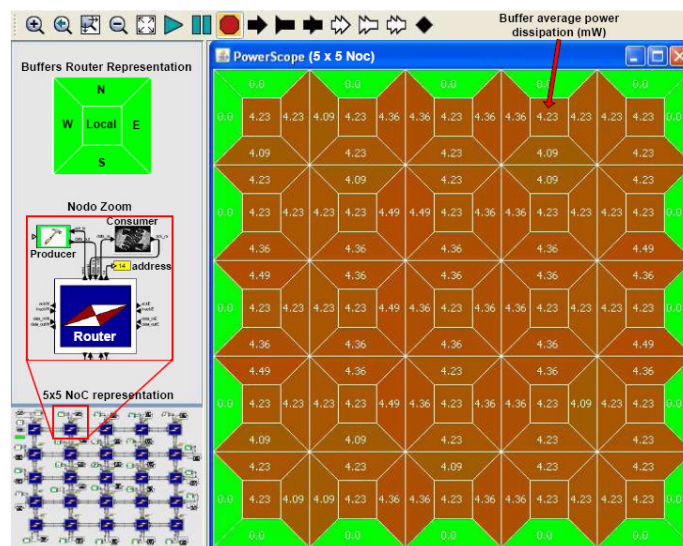 Buffer average power
dissipation (mW)
Buffers Router Representation
N
W Local E
S
Nodo Zoom
Consumer
Producer
14 address
Router
5x5 NoC representation
PowerScope (5 x 5 Noc)
0.0 0.0 0.0 0.0 0.0
0.0 4.23 4.23 4.09 4.23 4.36 4.36 4.23 4.36 4.36 4.23 4.23 4.23 4.23 0.0
4.09 4.23 4.23 4.09 4.23
4.23 4.09 4.23 4.09 4.23
0.0 4.23 4.23 4.23 4.23 4.49 4.49 4.23 4.36 4.36 4.23 4.36 4.23 4.23 0.0
4.36 4.36 4.36 4.36 4.49
4.49 4.36 4.36 4.36 4.36
0.0 4.23 4.23 4.23 4.23 4.49 4.36 4.23 4.36 4.36 4.23 4.36 4.23 4.23 0.0
4.36 4.36 4.36 4.36 4.49
4.49 4.36 4.23 4.36 4.36
0.0 4.23 4.23 4.23 4.23 4.49 4.36 4.23 4.36 4.36 4.23 4.09 4.23 4.23 0.0
4.09 4.09 4.23 4.23 4.23
4.23 4.23 4.09 4.23 4.23
0.0 4.23 4.09 4.09 4.23 4.23 4.36 4.23 4.36 4.36 4.23 4.36 4.23 4.23 0.0
0.0 0.0 0.0 0.0 0.0